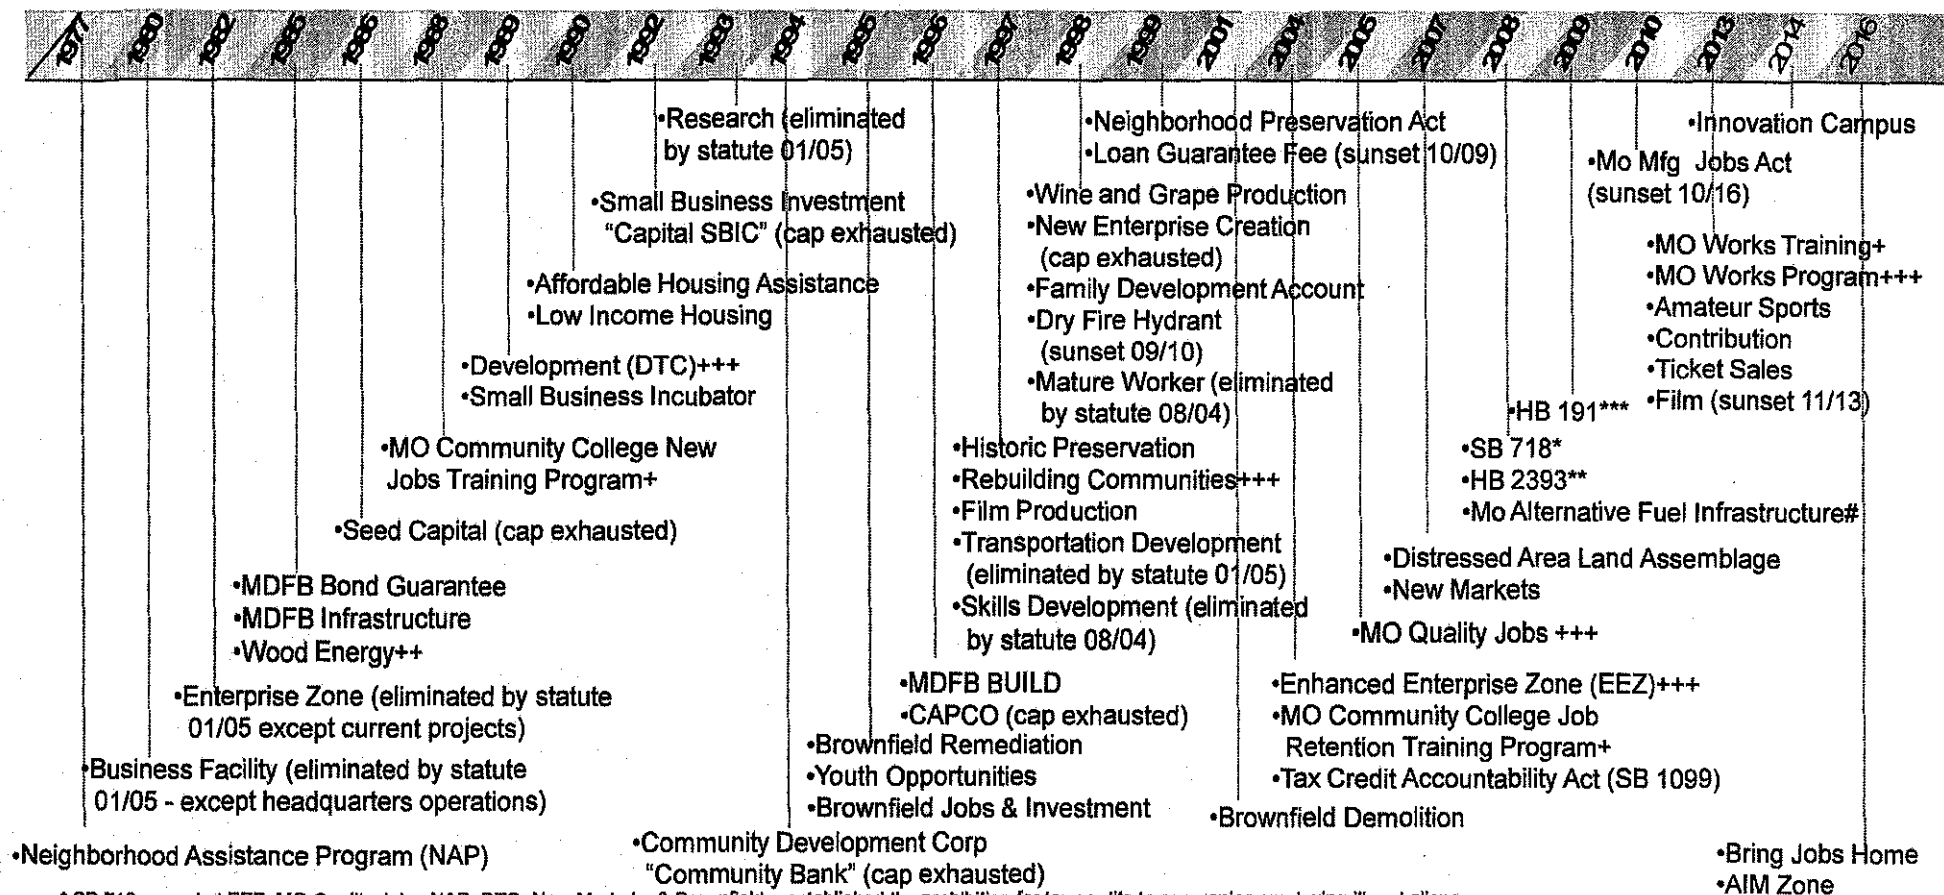 1977 1980 1982 1985 1986 1988 1989 1990 1992 1993 1994 1995 1996 1997 1998 1999 2001 2004 2005 2007 2008 2009 2010 2013 2014 2016
•Research (eliminated
by statute 01/05)
•Small Business Investment
"Capital SBIC" (cap exhausted)
•Affordable Housing Assistance
•Low Income Housing
•Development (DTC)+++
•Small Business Incubator
•MO Community College New
Jobs Training Program+
•Seed Capital (cap exhausted)
•MDFB Bond Guarantee
•MDFB Infrastructure
•Wood Energy++
•Enterprise Zone (eliminated by statute
01/05 except current projects)
•Business Facility (eliminated by statute
01/05 - except headquarters operations)
•Neighborhood Assistance Program (NAP)
•Neighborhood Preservation Act
•Loan Guarantee Fee (sunset 10/09)
•Wine and Grape Production
•New Enterprise Creation
(cap exhausted)
•Family Development Account
•Dry Fire Hydrant
(sunset 09/10)
•Mature Worker (eliminated
by statute 08/04)
•Historic Preservation
•Rebuilding Communities+++
•Film Production
•Transportation Development
(eliminated by statute 01/05)
•Skills Development (eliminated
by statute 08/04)
•MDFB BUILD
•CAPCO (cap exhausted)
•Brownfield Remediation
•Youth Opportunities
•Brownfield Jobs & Investment
•Community Development Corp
"Community Bank" (cap exhausted)
•Innovation Campus
•Mo Mfg Jobs Act
(sunset 10/16)
•MO Works Training+
•MO Works Program+++
•Amateur Sports
•Contribution
•Ticket Sales
•Film (sunset 11/13)
•HB 191***
•SB 718*
•HB 2393**
•Mo Alternative Fuel Infrastructure#
•Distressed Area Land Assemblage
•New Markets
•MO Quality Jobs +++
•Enhanced Enterprise Zone (EEZ)+++
•MO Community College Job
Retention Training Program+
•Tax Credit Accountability Act (SB 1099)
•Brownfield Demolition
•Bring Jobs Home
•AIM Zone